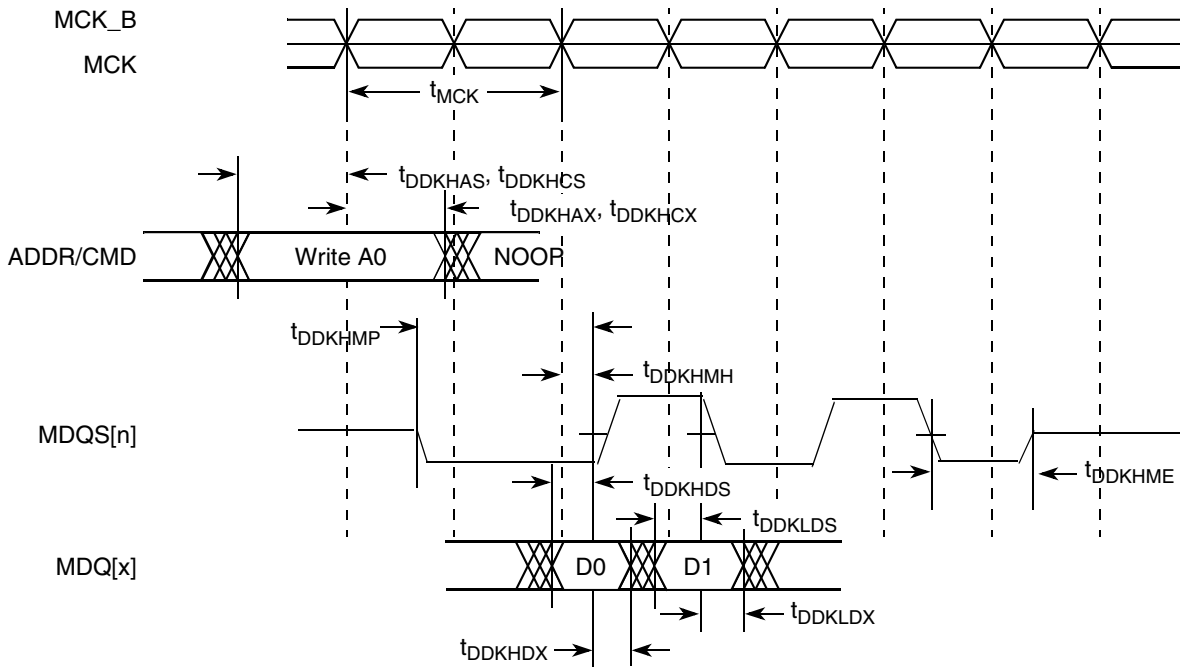 MCK_B
MCK
tMCK
tDDKHAS, tDDKHCS
tDDKHAX, tDDKHCX
ADDR/CMD
Write A0
NOOP
tDDKHMP
tDDKHMH
MDQS[n]
tDDKHME
tDDKHDS
tDDKLDS
MDQ[x]
D0
D1
tDDKLDX
tDDKHDX